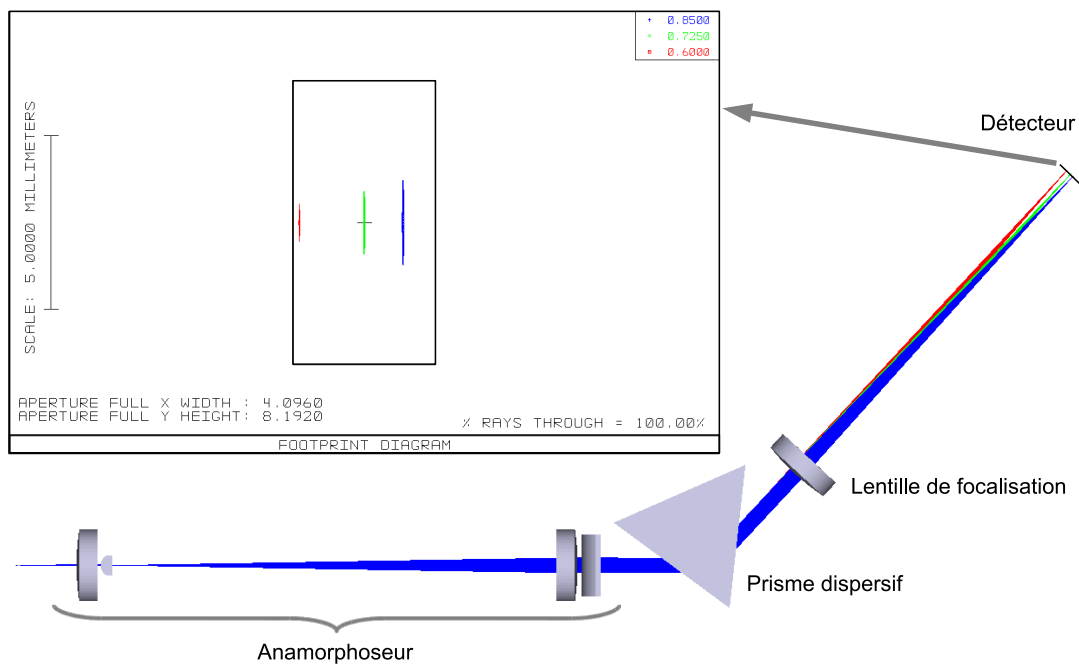 + 0.8500
× 0.7250
0.6000
SCALE: 5.0000 MILLIMETERS
APERTURE FULL X WIDTH : 4.0960
APERTURE FULL Y HEIGHT: 8.1920
% RAYS THROUGH = 100.00%
FOOTPRINT DIAGRAM
Détecteur
Lentille de focalisation
Prisme dispersif
Anamorphoseur